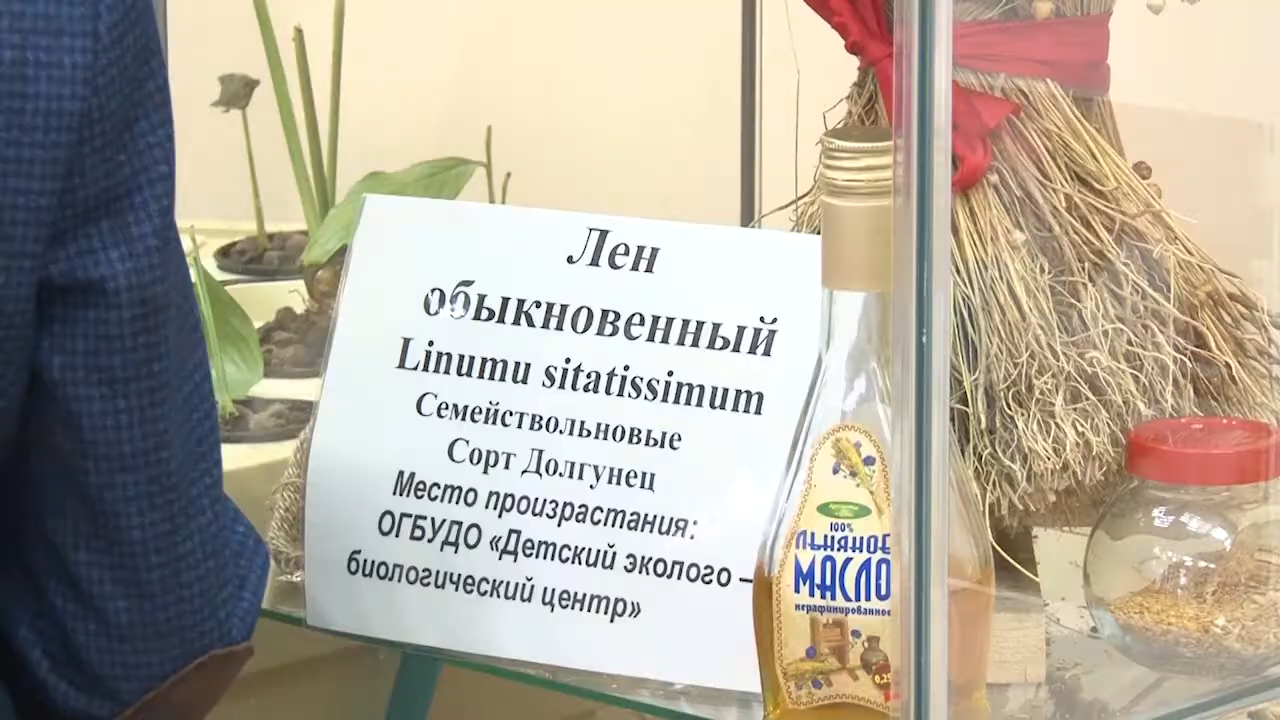 Лен
обыкновенный
Linumu sitatissimum
Семействольновые
Сорт Долгунец
Место произрастания:
ОГБУДО «Детский эколого –
биологический центр»
100%
ЛЬНЯНОЕ
МАСЛО
нерафинированное